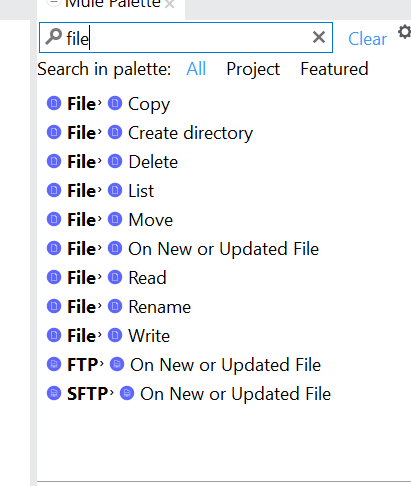 Mule Palette
file Clear
Search in palette: All Project Featured
File› Copy
File› Create directory
File› Delete
File› List
File› Move
File› On New or Updated File
File› Read
File› Rename
File› Write
FTP› On New or Updated File
SFTP› On New or Updated File